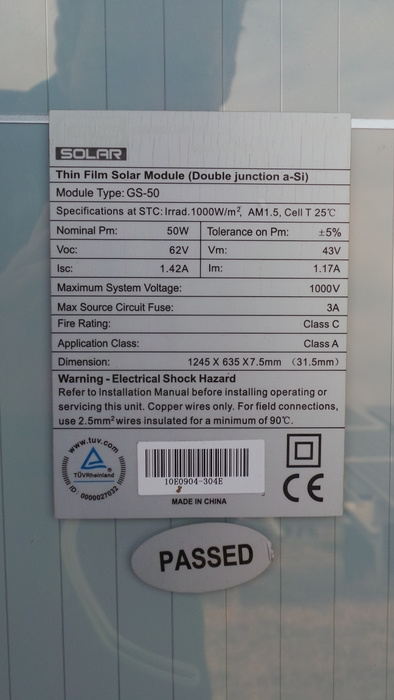 SOLAR
Thin Film Solar Module (Double junction a-Si)
Module Type: GS-50
Specifications at STC: Irrad.1000W/m², AM1.5, Cell T 25℃
Nominal Pm: 50W Tolerance on Pm: ±5%
Voc: 62V Vm: 43V
Isc: 1.42A Im: 1.17A
Maximum System Voltage: 1000V
Max Source Circuit Fuse: 3A
Fire Rating: Class C
Application Class: Class A
Dimension: 1245 X 635 X7.5mm (31.5mm)
Warning - Electrical Shock Hazard
Refer to Installation Manual before installing operating or
servicing this unit. Copper wires only. For field connections,
use 2.5mm² wires insulated for a minimum of 90℃.
www.tuv.com
TÜVRheinland
ID: 0000027032
10E0904-304E
MADE IN CHINA
CE
PASSED